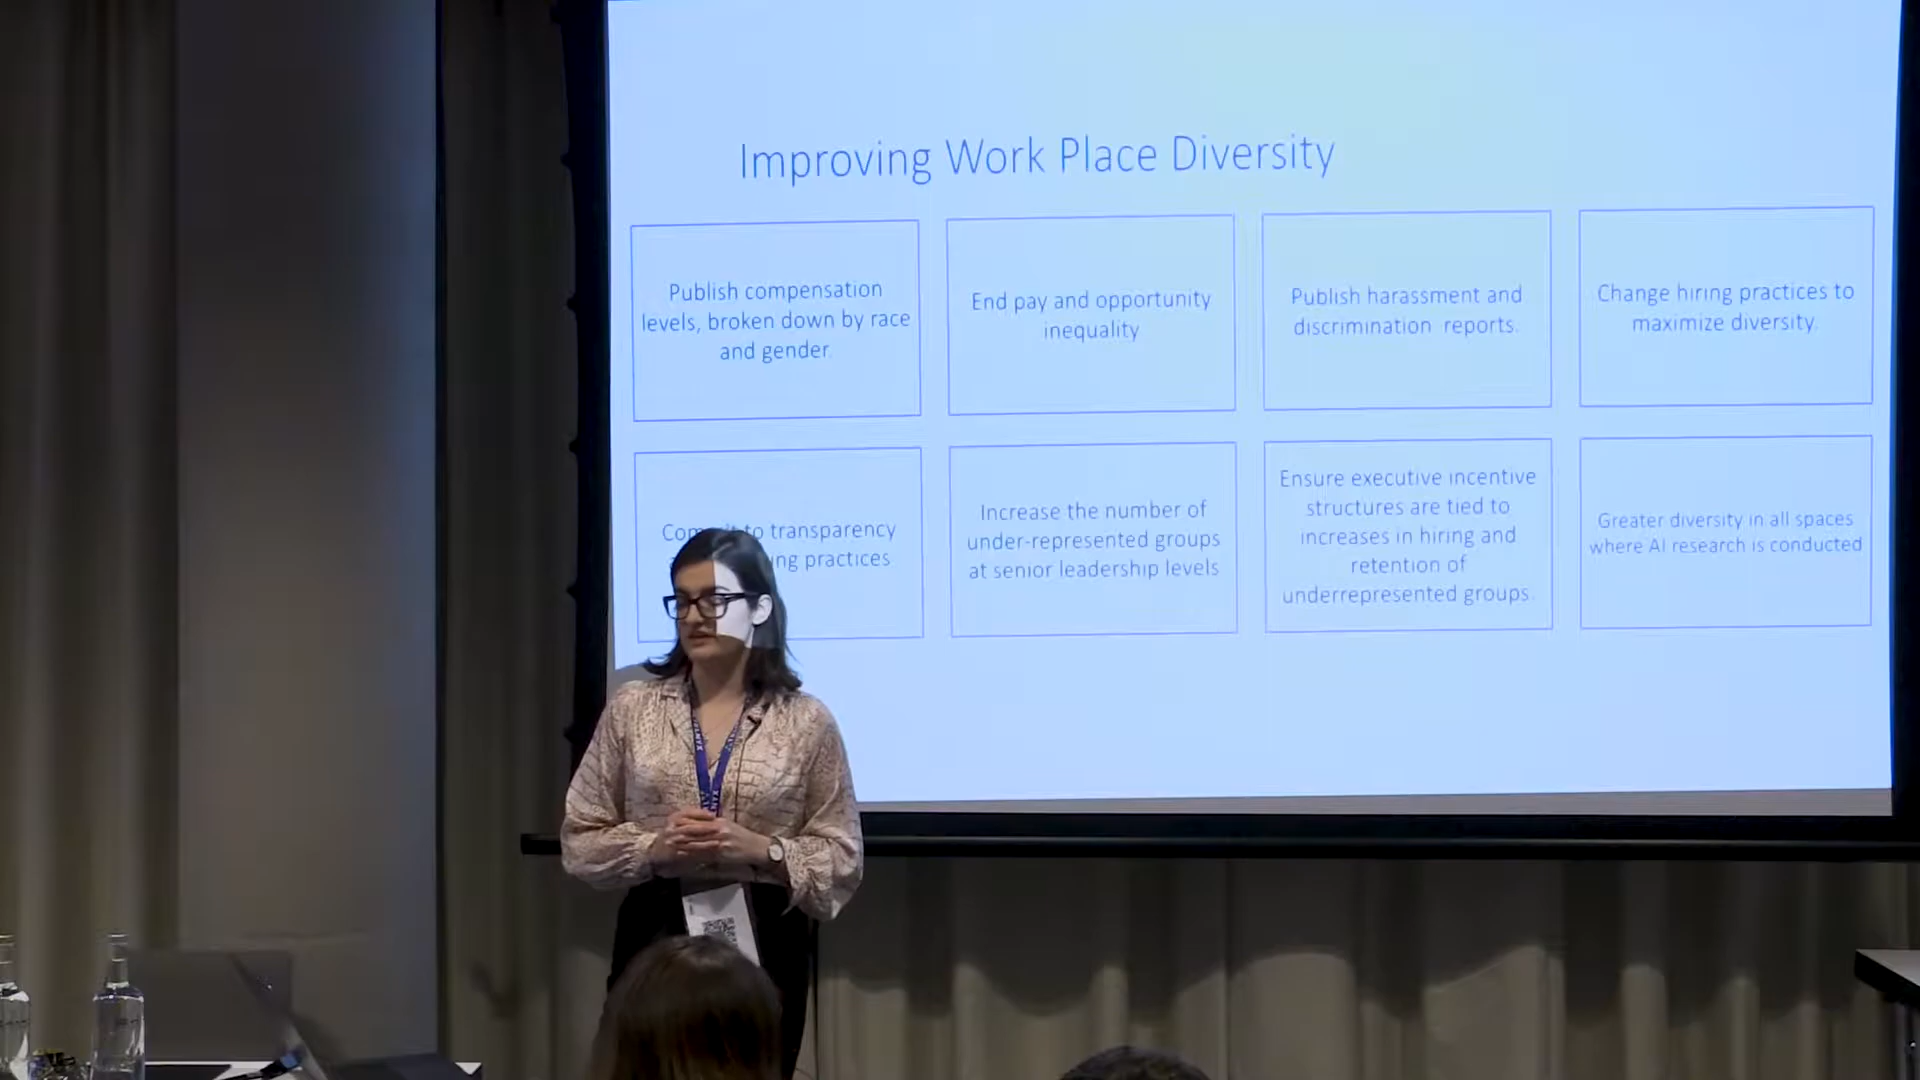 Improving Work Place Diversity
Publish compensation
levels, broken down by race
and gender.
End pay and opportunity
inequality
Publish harassment and
discrimination reports.
Change hiring practices to
maximize diversity.
to transparency
practices
Increase the number of
under-represented groups
at senior leadership levels
Ensure executive incentive
structures are tied to
increases in hiring and
retention of
underrepresented groups.
Greater diversity in all spaces
where AI research is conducted